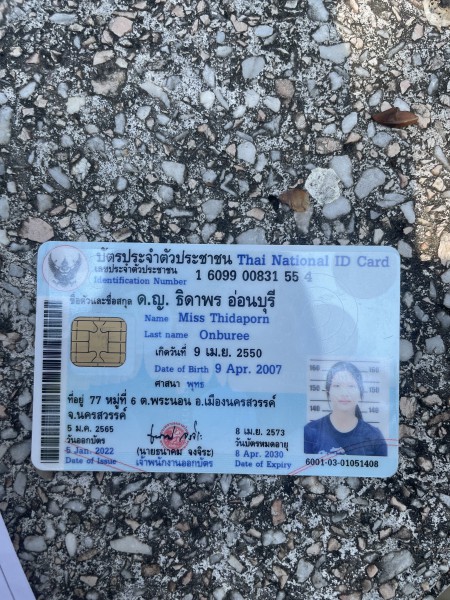 บัตรประจำตัวประชาชน Thai National ID Card
เลขประจำตัวประชาชน 1 6099 00831 55 4
Identification Number
ชื่อตัวและชื่อสกุล ด.ญ. ธิดาพร อ่อนบุรี
Name Miss Thidaporn
Last name Onburee
เกิดวันที่ 9 เม.ย. 2550
Date of Birth 9 Apr. 2007
ศาสนา พุทธ
ที่อยู่ 77 หมู่ที่ 6 ต.พระนอน อ.เมืองนครสวรรค์
จ.นครสวรรค์
5 ม.ค. 2565
วันออกบัตร
5 Jan. 2022
Date of Issue
(นายธนาคม จงจิระ)
เจ้าพนักงานออกบัตร
8 เม.ย. 2573
วันบัตรหมดอายุ
8 Apr. 2030
Date of Expiry
160
150
140
6001-03-01051408